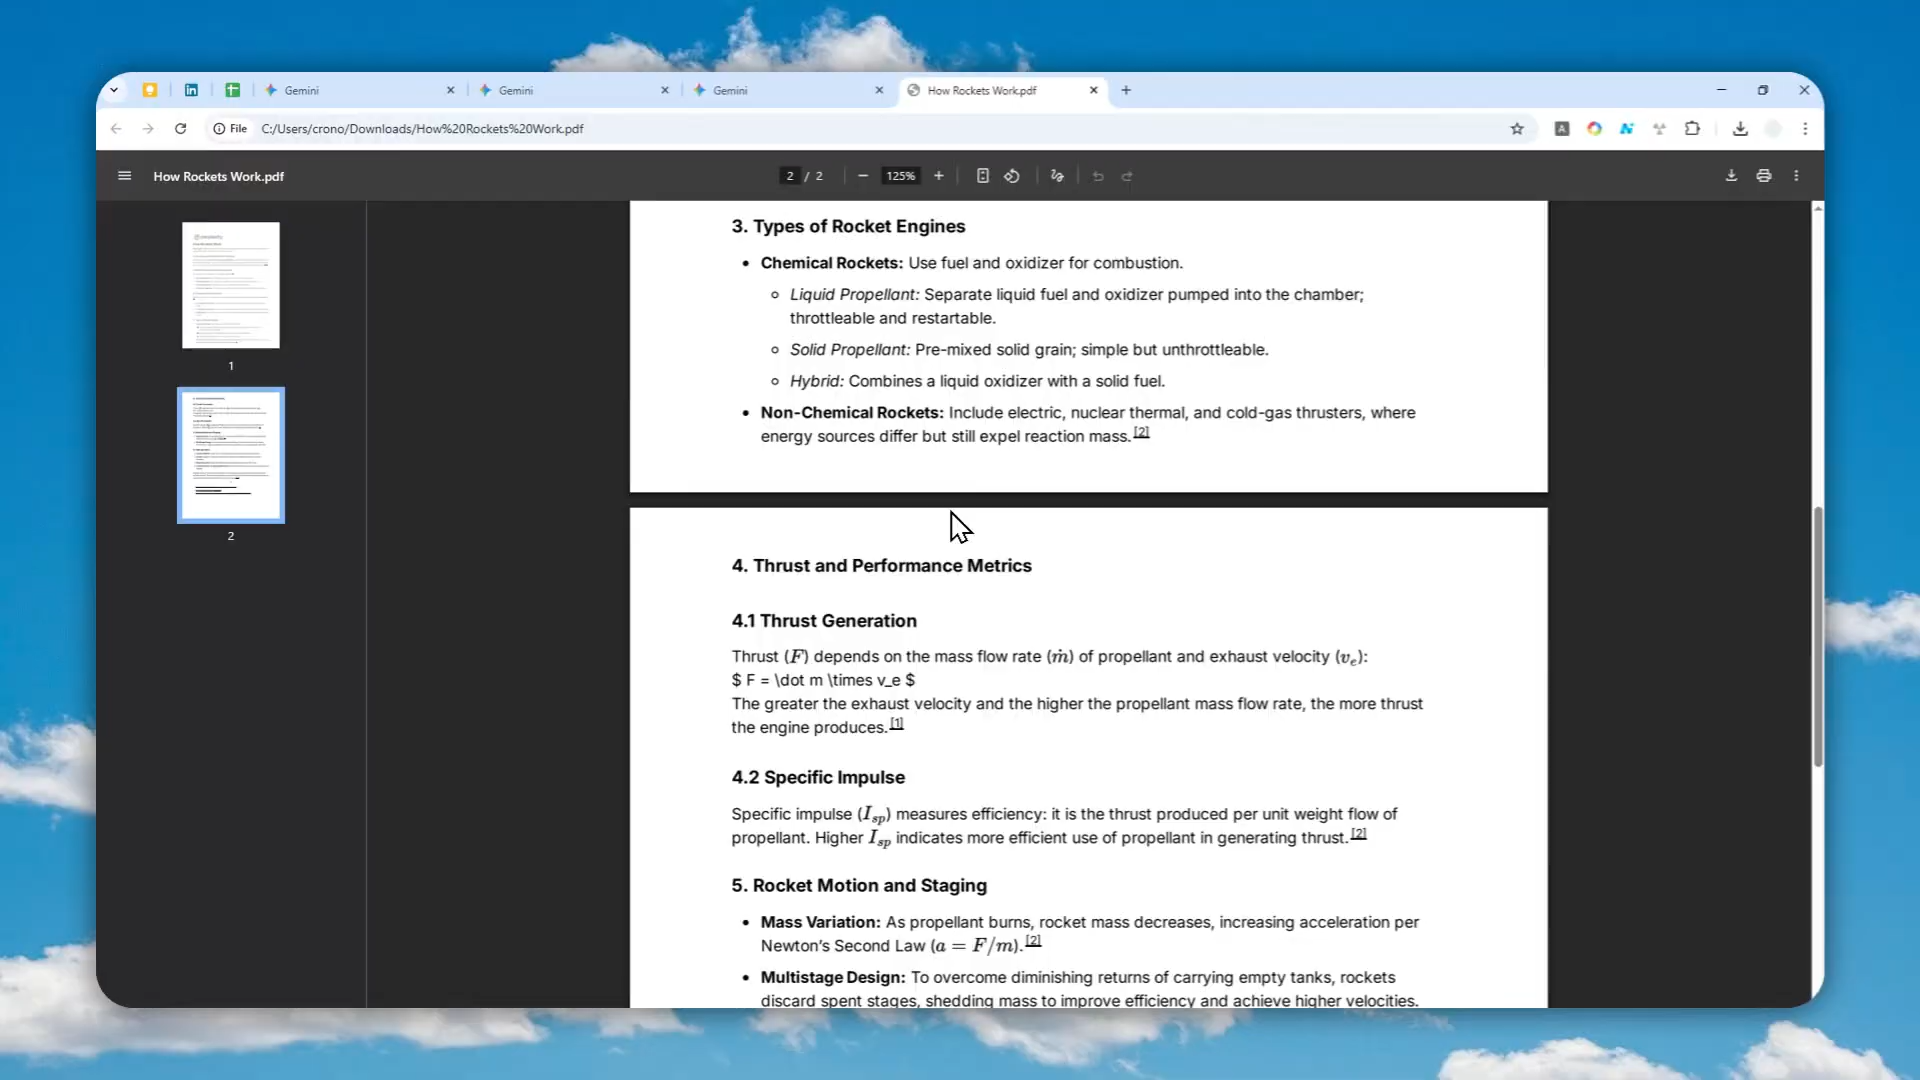 Gemini
Gemini
Gemini
How Rockets Work.pdf
File
C:/Users/crono/Downloads/How%20Rockets%20Work.pdf
How Rockets Work.pdf
2 / 2
125%
1
2
3. Types of Rocket Engines
• Chemical Rockets: Use fuel and oxidizer for combustion.
◦ Liquid Propellant: Separate liquid fuel and oxidizer pumped into the chamber;
throttleable and restartable.
◦ Solid Propellant: Pre-mixed solid grain; simple but unthrottleable.
◦ Hybrid: Combines a liquid oxidizer with a solid fuel.
• Non-Chemical Rockets: Include electric, nuclear thermal, and cold-gas thrusters, where
energy sources differ but still expel reaction mass. [2]
4. Thrust and Performance Metrics
4.1 Thrust Generation
Thrust (F) depends on the mass flow rate (ṁ) of propellant and exhaust velocity (vₑ):
$ F = \dot m \times v_e $
The greater the exhaust velocity and the higher the propellant mass flow rate, the more thrust
the engine produces. [1]
4.2 Specific Impulse
Specific impulse (Iₛₚ) measures efficiency: it is the thrust produced per unit weight flow of
propellant. Higher Iₛₚ indicates more efficient use of propellant in generating thrust. [2]
5. Rocket Motion and Staging
• Mass Variation: As propellant burns, rocket mass decreases, increasing acceleration per
Newton's Second Law (a = F/m). [2]
• Multistage Design: To overcome diminishing returns of carrying empty tanks, rockets
discard spent stages, shedding mass to improve efficiency and achieve higher velocities.